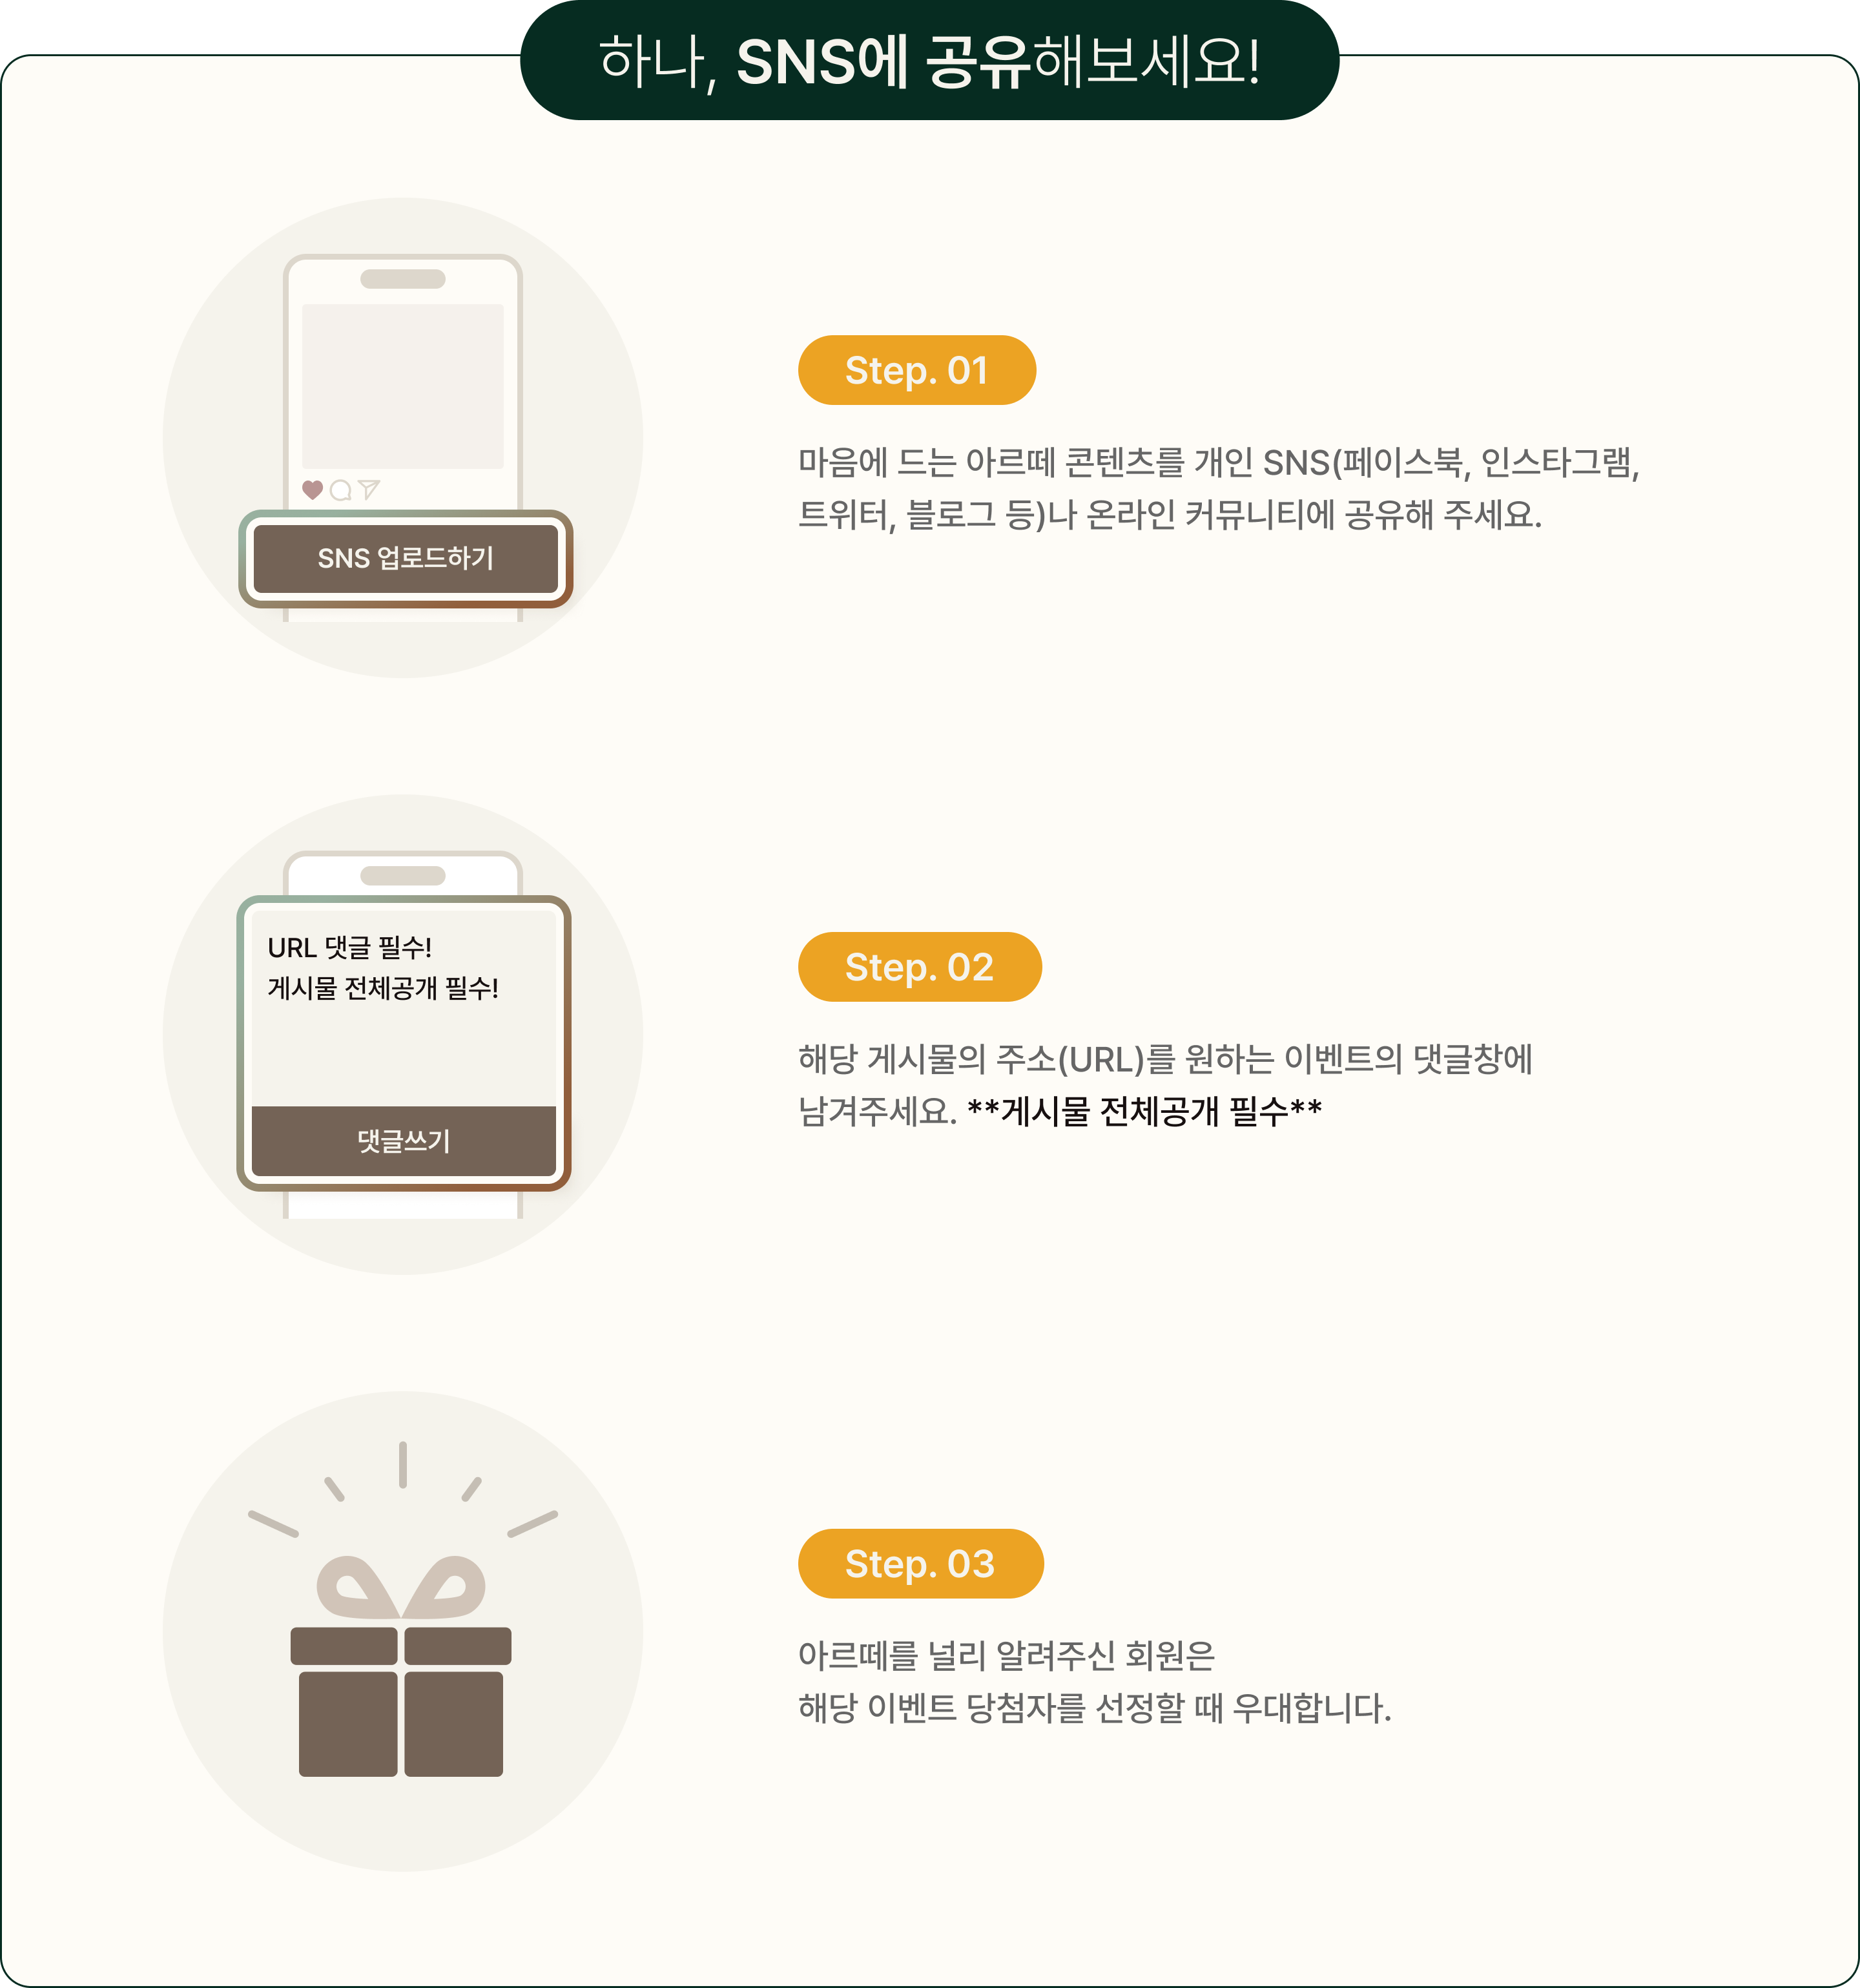 하나, SNS에 공유해보세요!
SNS 업로드하기
Step. 01
마음에 드는 아르떼 콘텐츠를 개인 SNS(페이스북, 인스타그램,
트위터, 블로그 등)나 온라인 커뮤니티에 공유해 주세요.
URL 댓글 필수!
게시물 전체공개 필수!
댓글쓰기
Step. 02
해당 게시물의 주소(URL)를 원하는 이벤트의 댓글창에
남겨주세요. **게시물 전체공개 필수**
Step. 03
아르떼를 널리 알려주신 회원은
해당 이벤트 당첨자를 선정할 때 우대합니다.